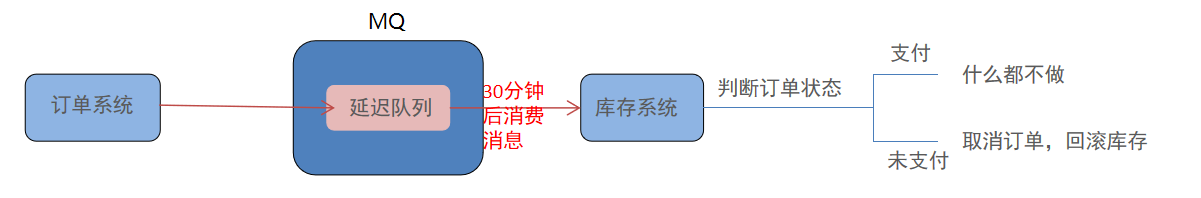 MQ
订单系统
延迟队列
30分钟
后消费
消息
库存系统
判断订单状态
支付
什么都不做
未支付
取消订单，回滚库存